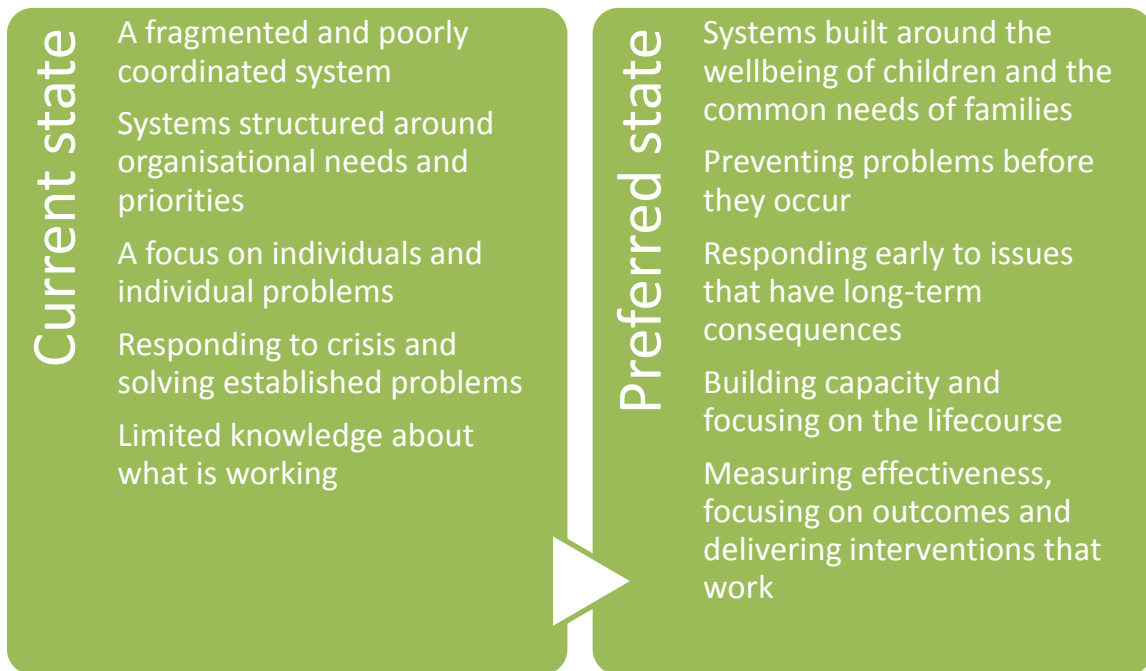 Current state
A fragmented and poorly
coordinated system
Systems structured around
organisational needs and
priorities
A focus on individuals and
individual problems
Responding to crisis and
solving established problems
Limited knowledge about
what is working
Preferred state
Systems built around the
wellbeing of children and the
common needs of families
Preventing problems before
they occur
Responding early to issues
that have long-term
consequences
Building capacity and
focusing on the lifecourse
Measuring effectiveness,
focusing on outcomes and
delivering interventions that
work